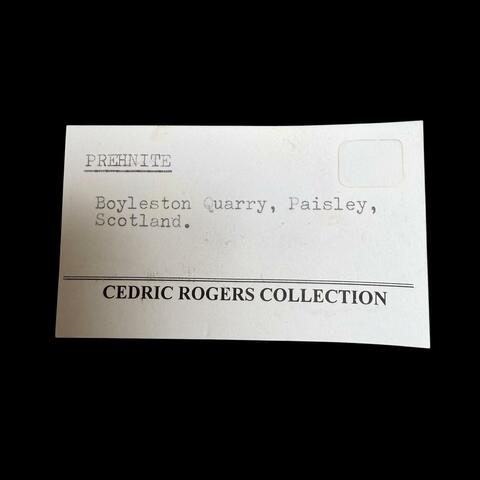 PREHNITE
Boyleston Quarry, Paisley,
Scotland.
CEDRIC ROGERS COLLECTION